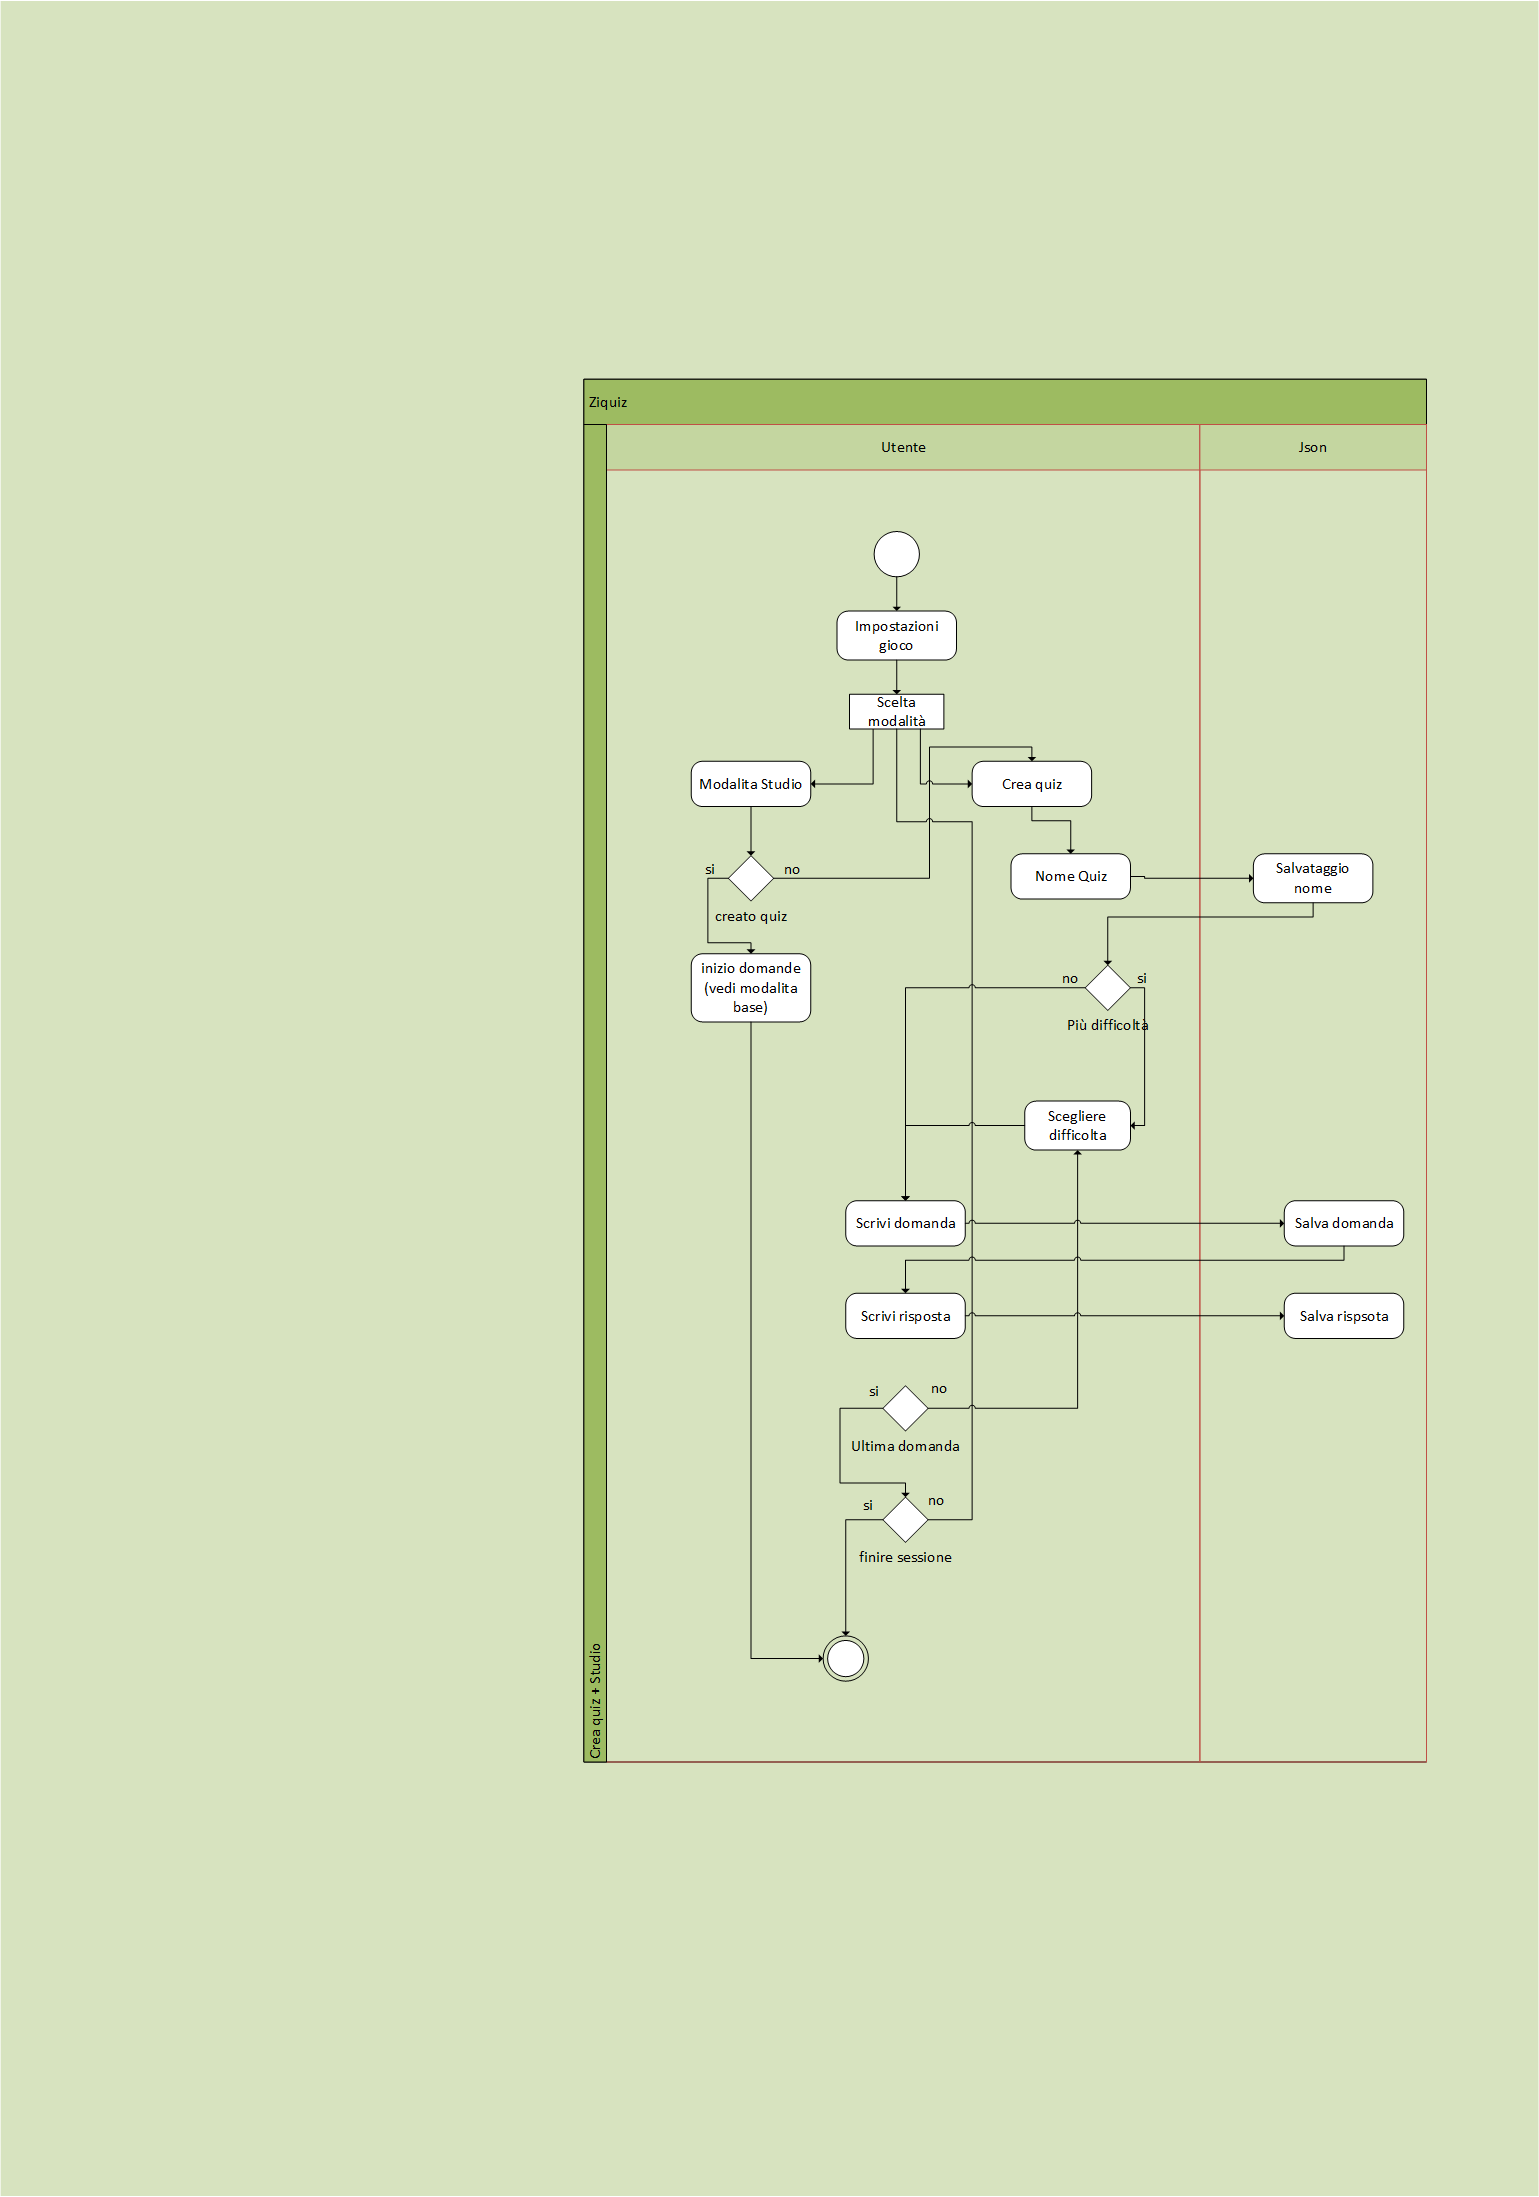 Ziquiz
Utente
Json
Impostazioni
gioco
Scelta
modalità
Modalita Studio
Crea quiz
si
no
creato quiz
Nome Quiz
Salvataggio
nome
inizio domande
(vedi modalita
base)
no
si
Più difficoltà
Scegliere
difficolta
Scrivi domanda
Salva domanda
Scrivi risposta
Salva rispsota
si
no
Ultima domanda
si
no
finire sessione
Crea quiz + Studio